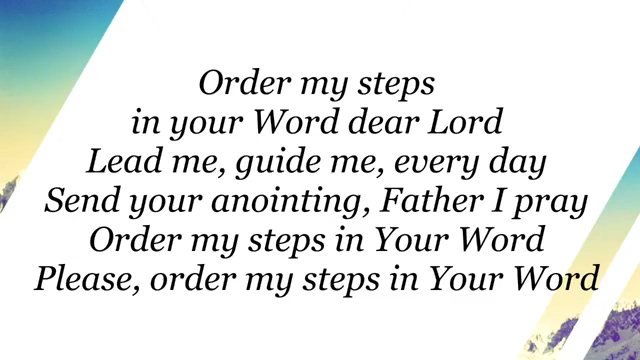 Order my steps
in your Word dear Lord
Lead me, guide me, every day
Send your anointing, Father I pray
Order my steps in Your Word
Please, order my steps in Your Word